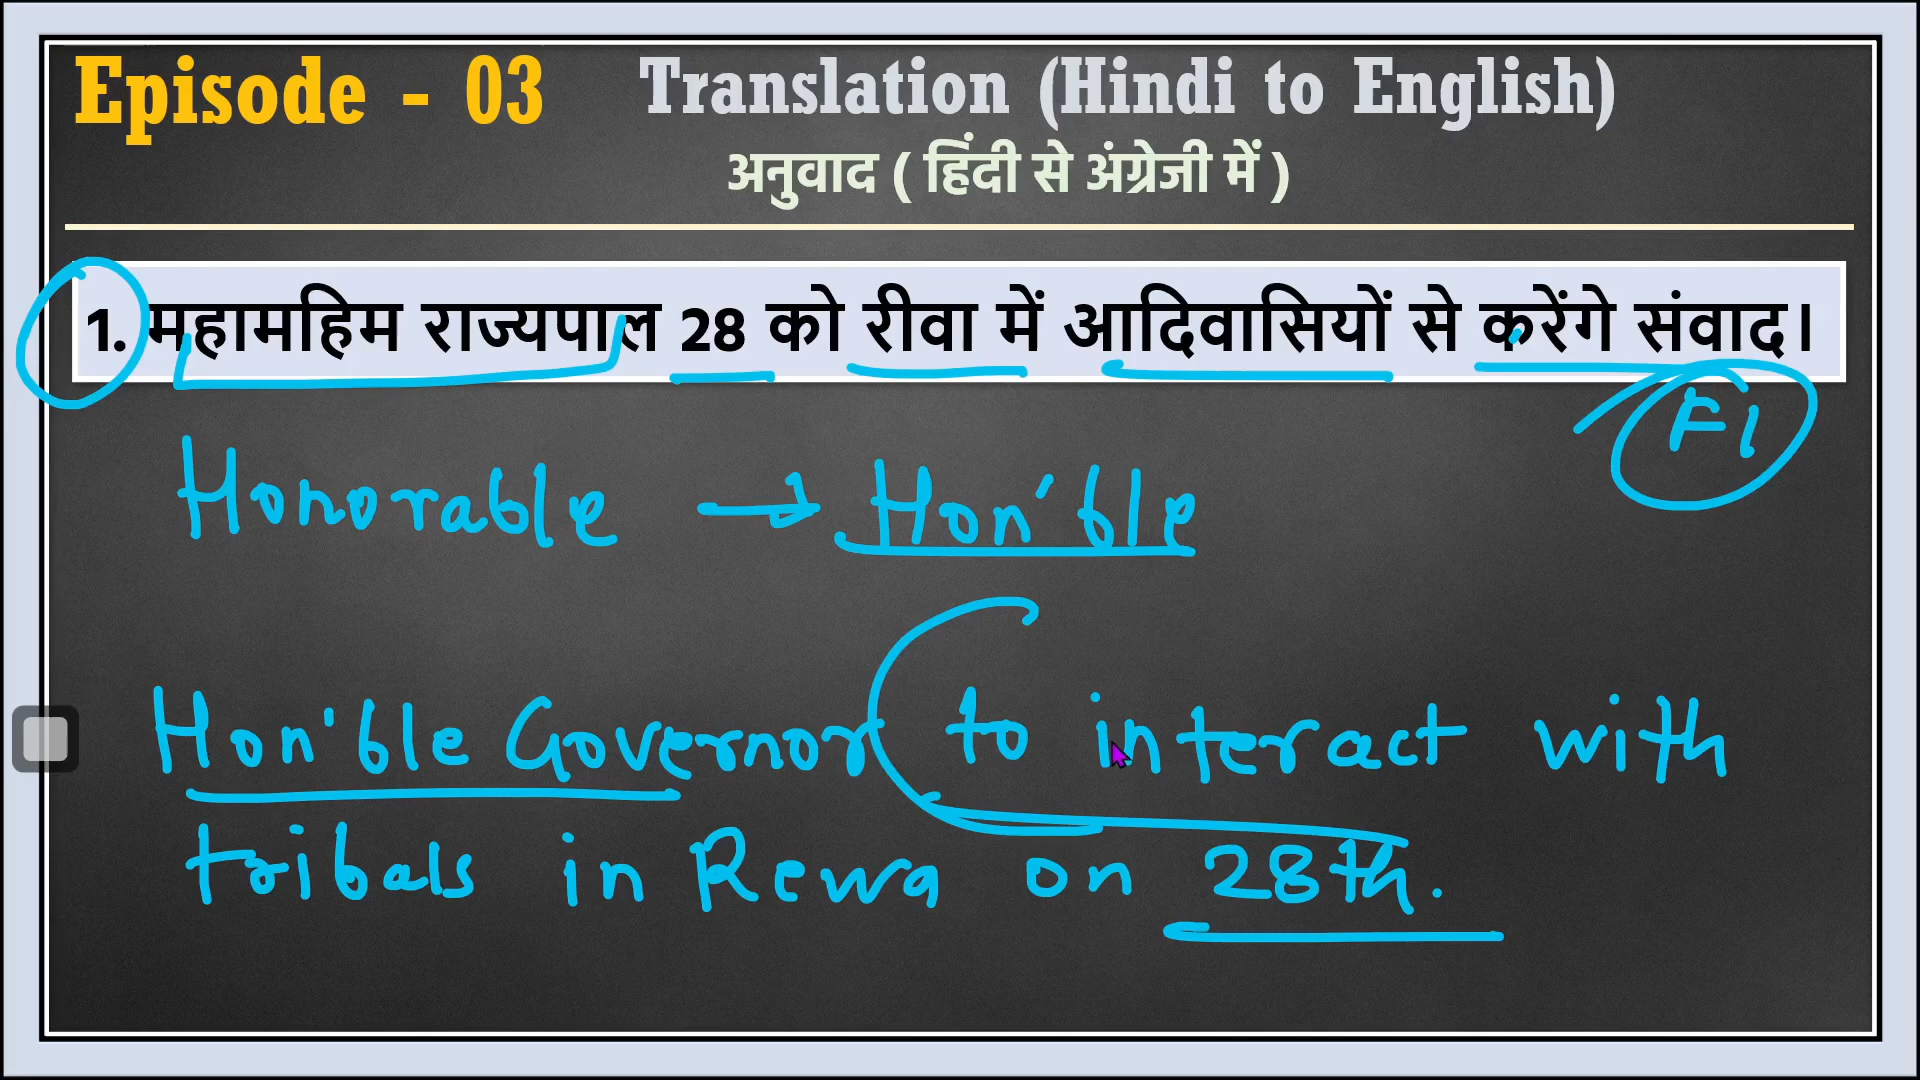 Episode - 03 Translation (Hindi to English)
अनुवाद ( हिंदी से अंग्रेजी में )
1. महामहिम राज्यपाल 28 को रीवा में आदिवासियों से करेंगे संवाद।
FI
Honorable → Hon'ble
Hon'ble Governor to interact with
tribals in Rewa on 28th.